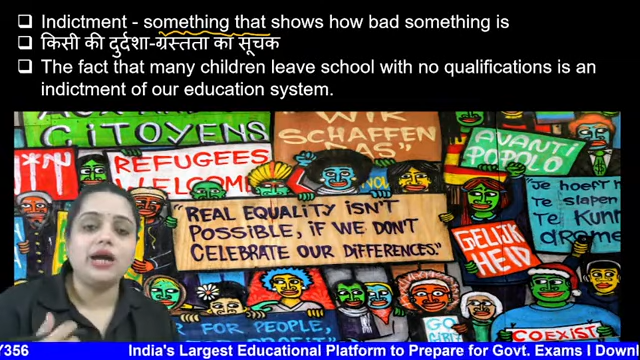 Indictment - something that shows how bad something is
किसी की दुर्दशा-ग्रस्तता का सूचक
The fact that many children leave school with no qualifications is an
indictment of our education system.
CITOYENS
"WIR
SCHAFFEN
DAS"
AVANTI
POPOLO
REFUGEES
WELCOME
"Je hoeft n
Te slapen
Te Kunn
drome
"REAL EQUALITY ISN'T
POSSIBLE, IF WE DON'T
CELEBRATE OUR DIFFERENCES."
GELIJK
HEID
FOR PEOPLE,
COEXIST
Y356
India's Largest Educational Platform to Prepare for Govt. Exams I Down